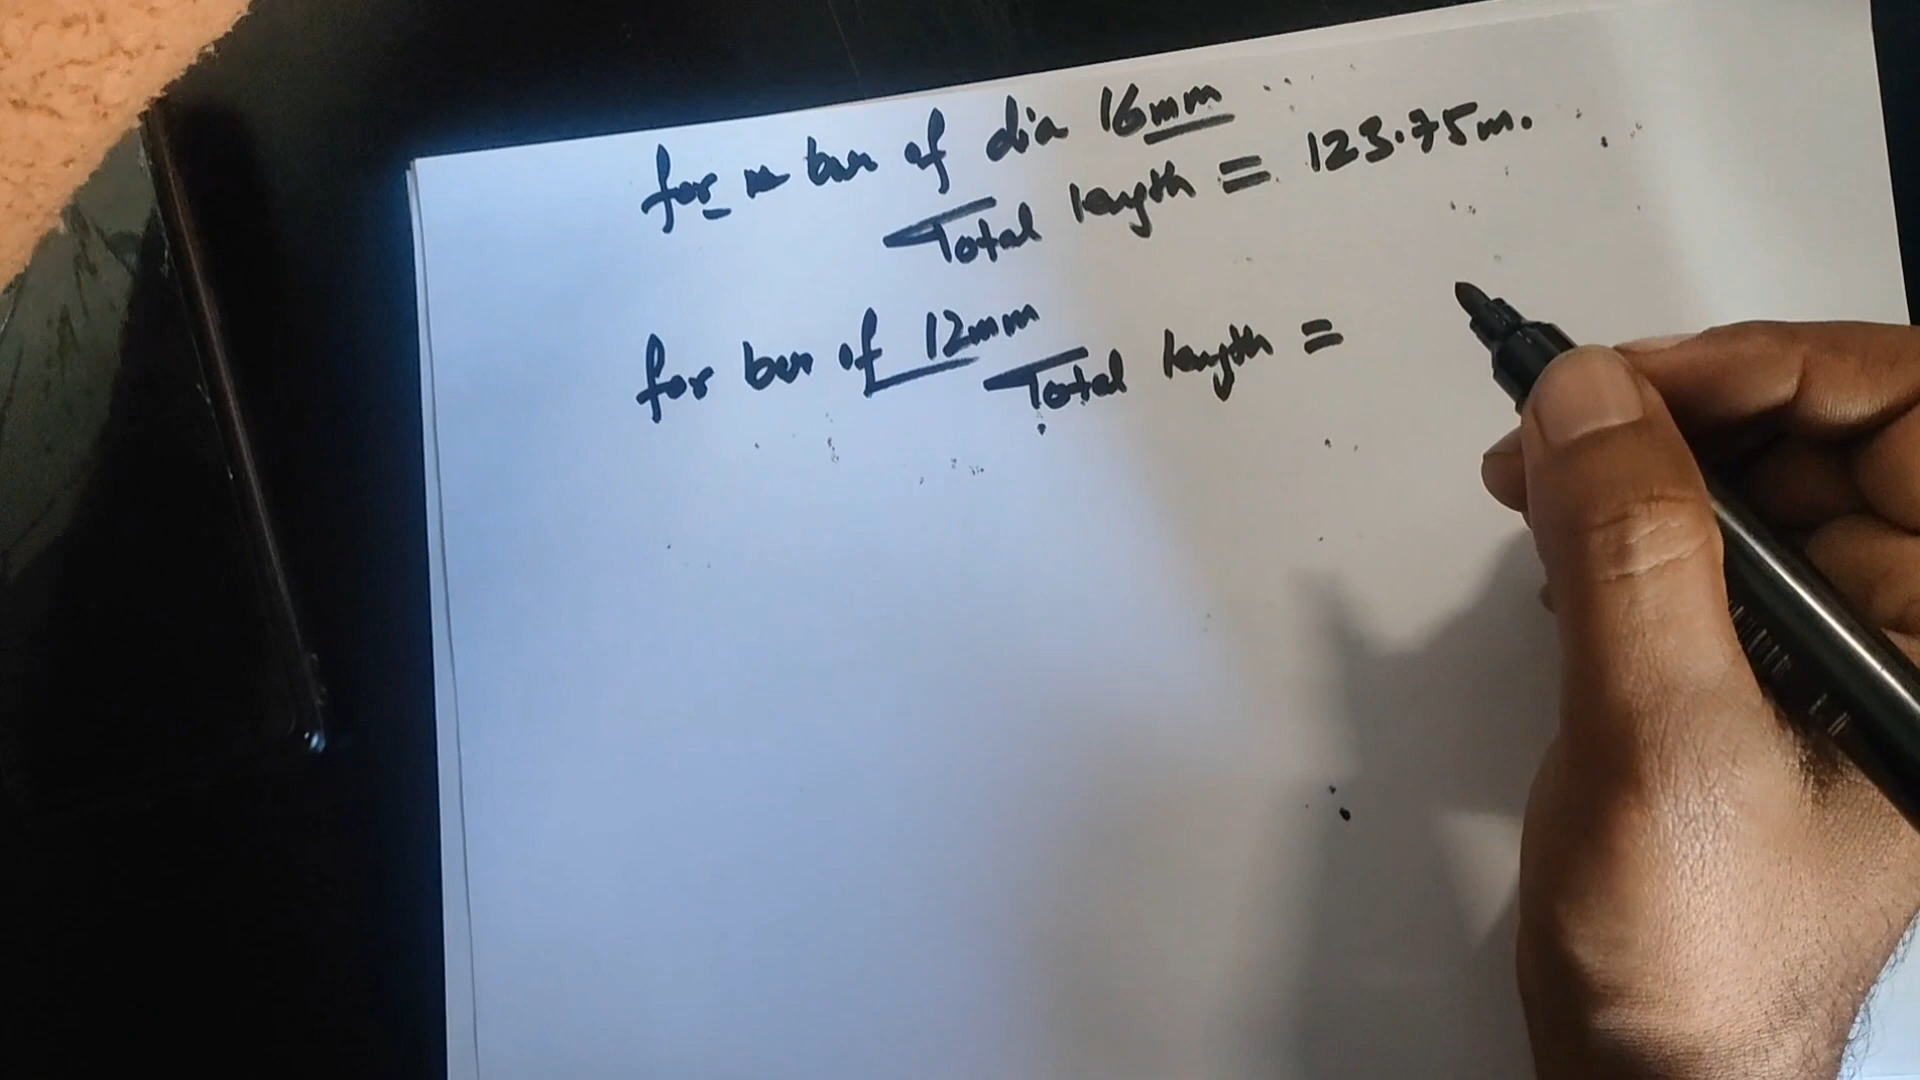 for bar of dia 16mm
Total length = 123.75m.
for bar of 12mm
Total length =